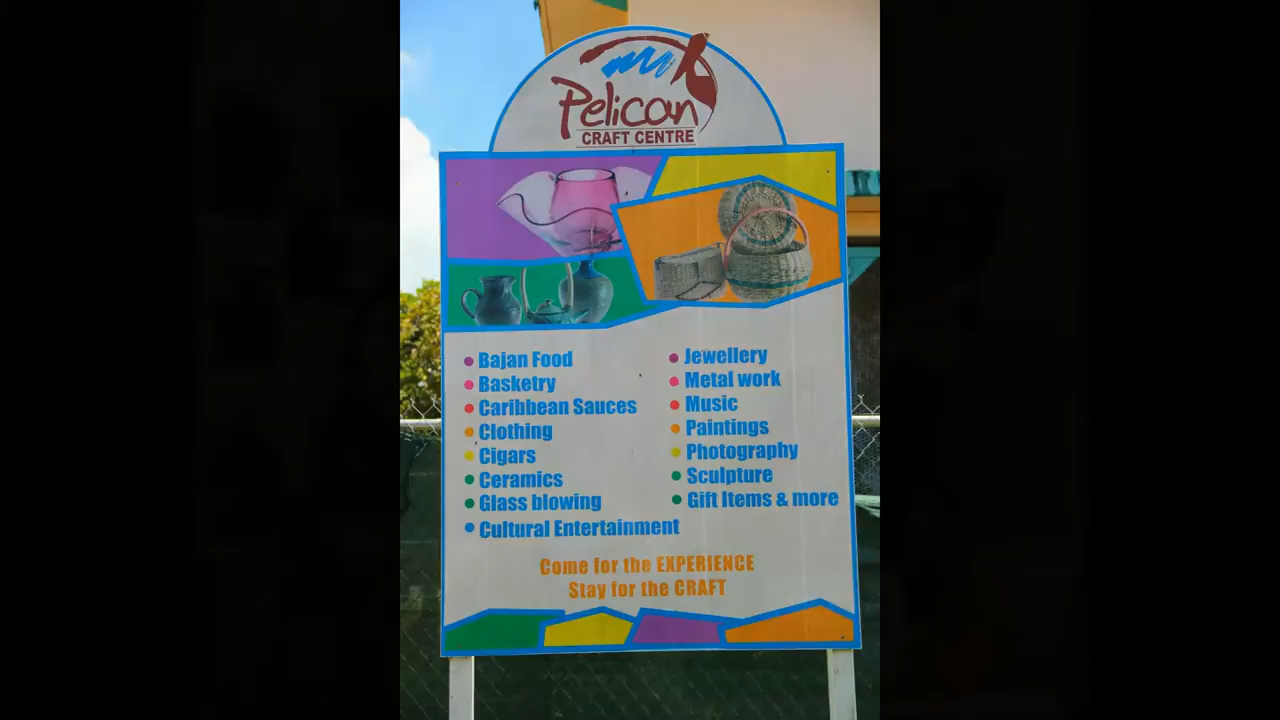 Pelican
CRAFT CENTRE
Bajan Food
Basketry
Caribbean Sauces
Clothing
Cigars
Ceramics
Glass blowing
Cultural Entertainment
Jewellery
Metal work
Music
Paintings
Photography
Sculpture
Gift Items & more
Come for the EXPERIENCE
Stay for the CRAFT